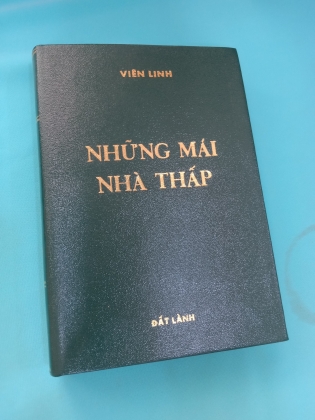 VIÊN LINH
NHỮNG MÁI
NHÀ THẤP
ĐẤT LÀNH